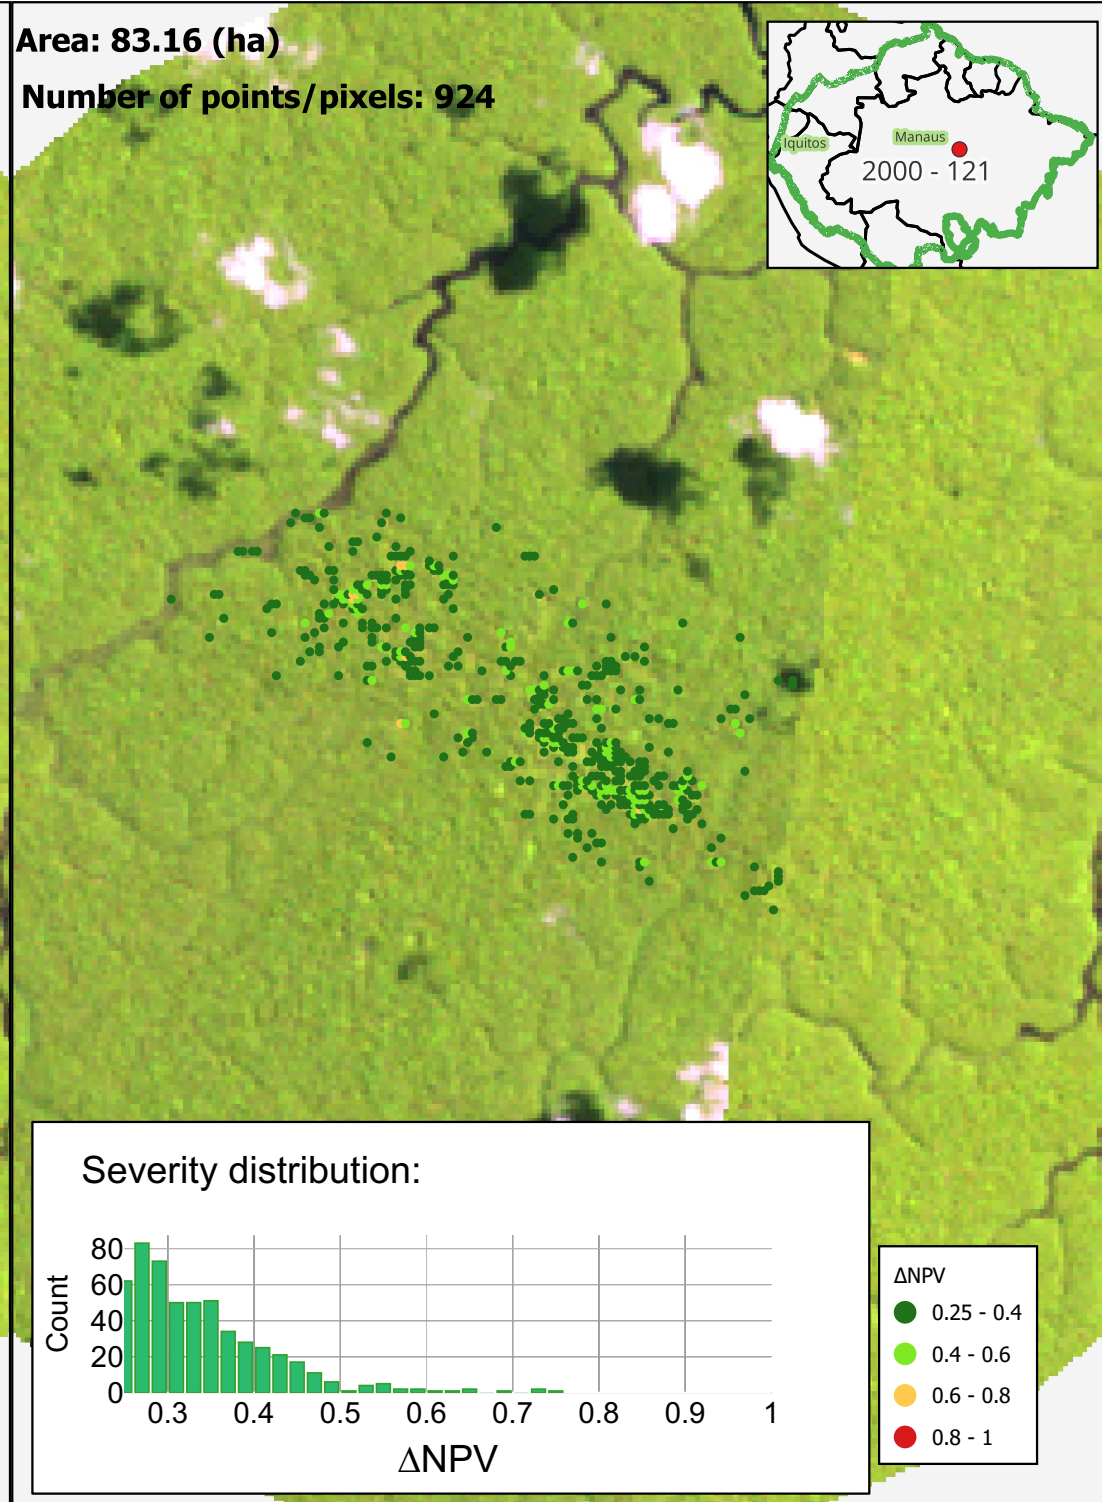 Area: 83.16 (ha)
Number of points/pixels: 924
Iquitos
Manaus
2000 - 121
Severity distribution:
Count
80
60
40
20
0
0.3 0.4 0.5 0.6 0.7 0.8 0.9 1
ΔNPV
ΔNPV
0.25 - 0.4
0.4 - 0.6
0.6 - 0.8
0.8 - 1